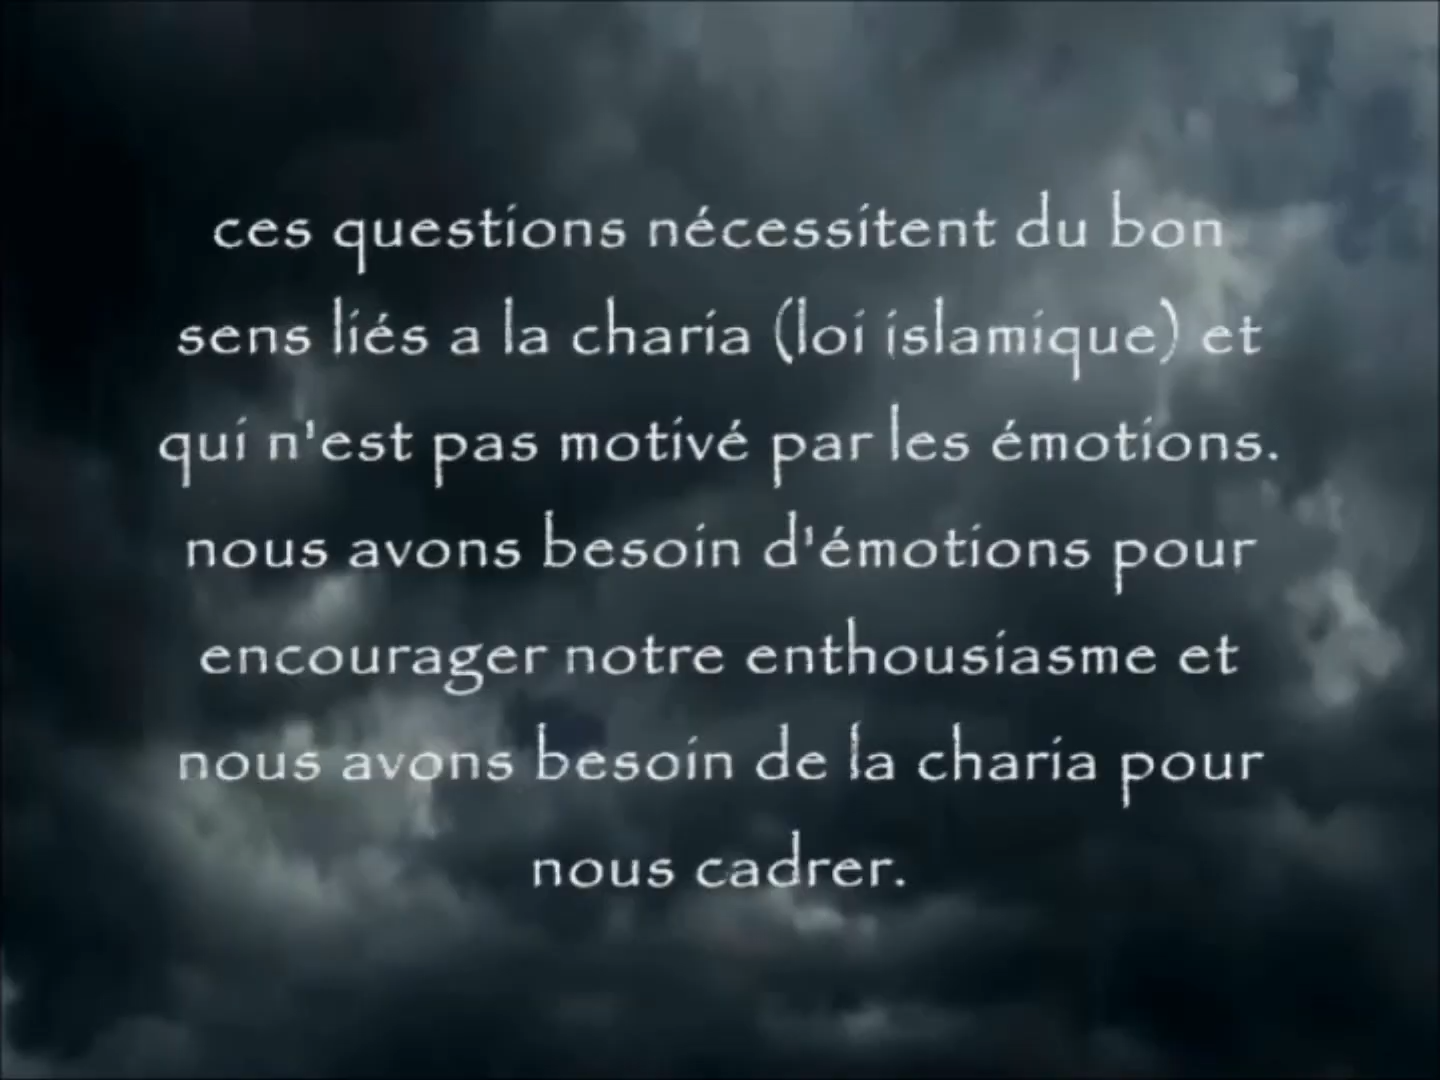 ces questions nécessitent du bon
sens liés a la charia (loi islamique) et
qui n'est pas motivé par les émotions.
nous avons besoin d'émotions pour
encourager notre enthousiasme et
nous avons besoin de la charia pour
nous cadrer.